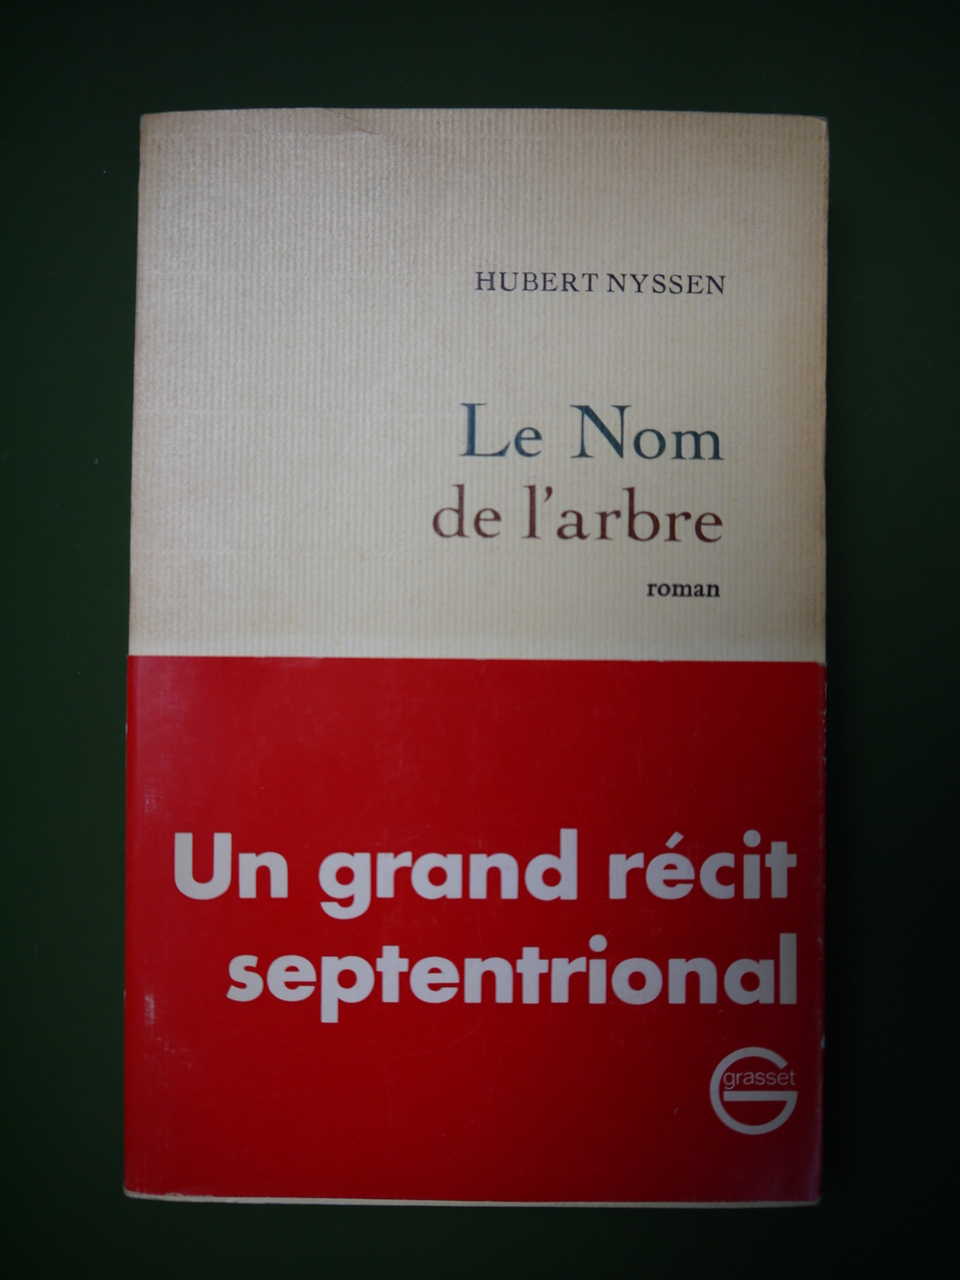 HUBERT NYSSEN
Le Nom
de l'arbre
roman
Un grand récit
septentrional
grasset